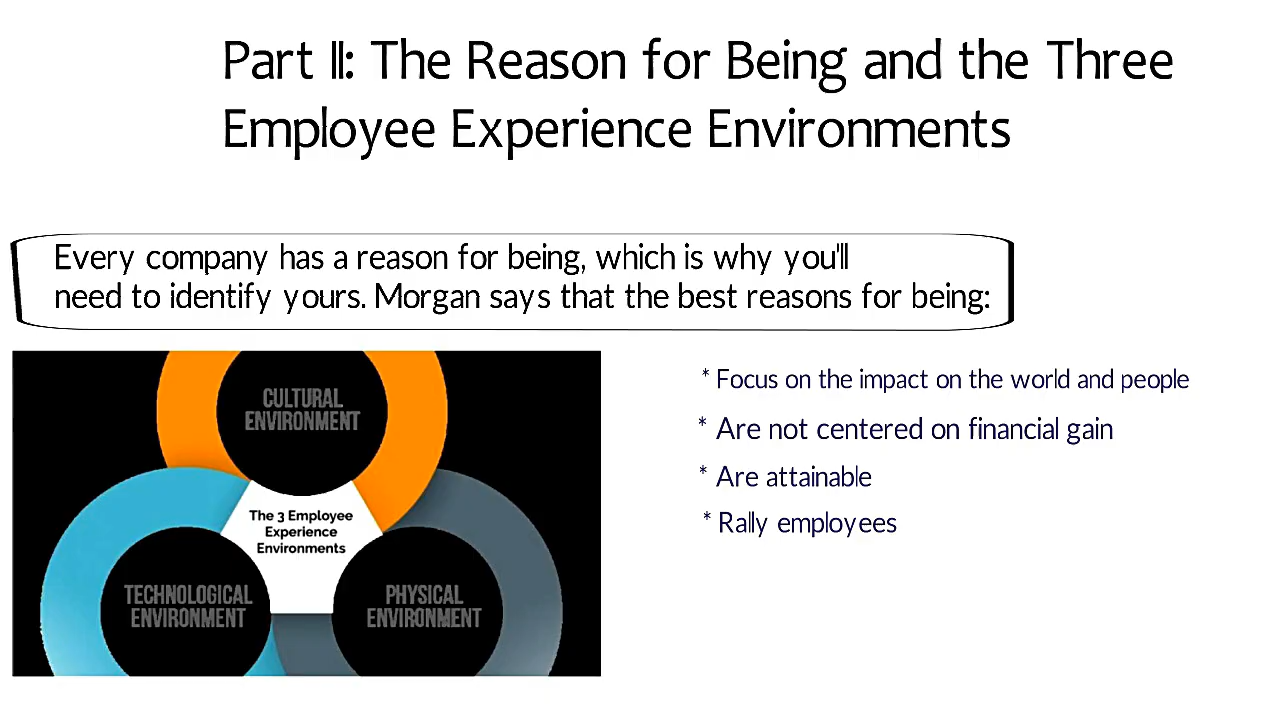 Part II: The Reason for Being and the Three
Employee Experience Environments
Every company has a reason for being, which is why you'll
need to identify yours. Morgan says that the best reasons for being:
CULTURAL
ENVIRONMENT
The 3 Employee
Experience
Environments
TECHNOLOGICAL
ENVIRONMENT
PHYSICAL
ENVIRONMENT
* Focus on the impact on the world and people
* Are not centered on financial gain
* Are attainable
* Rally employees